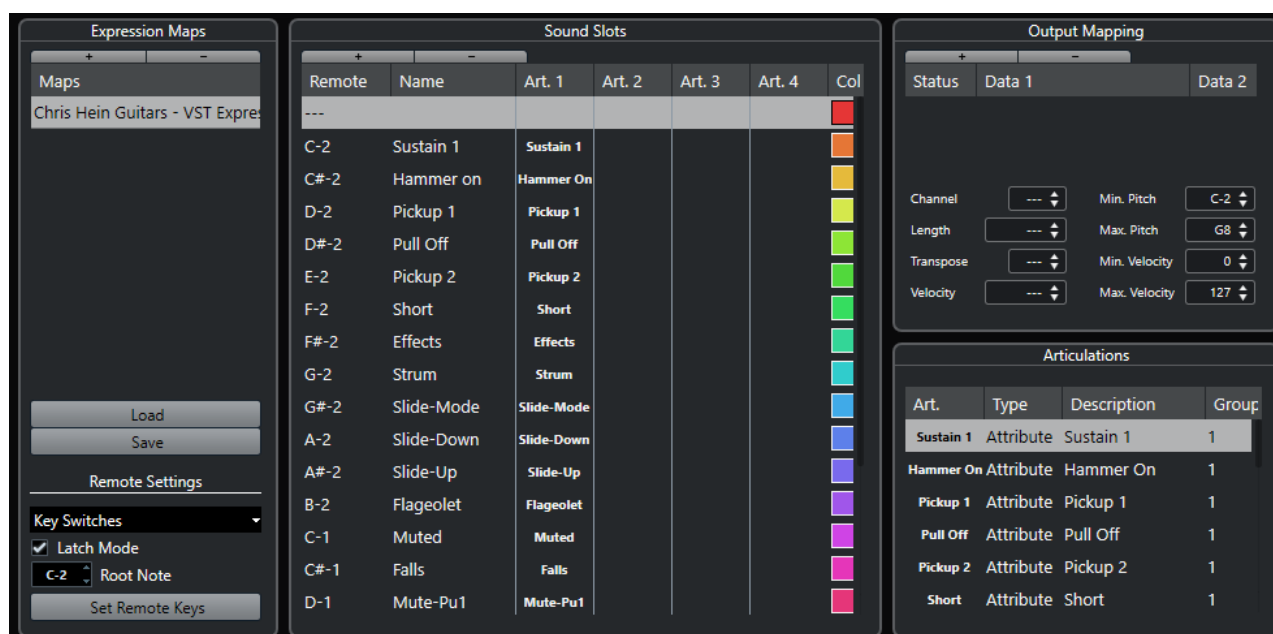 Expression Maps
+ -
Maps
Chris Hein Guitars - VST Expre
Load
Save
Remote Settings
Key Switches
Latch Mode
C-2 Root Note
Set Remote Keys
Sound Slots
+ -
Remote Name Art. 1 Art. 2 Art. 3 Art. 4 Col
---
C-2 Sustain 1 Sustain 1
C#-2 Hammer on Hammer On
D-2 Pickup 1 Pickup 1
D#-2 Pull Off Pull Off
E-2 Pickup 2 Pickup 2
F-2 Short Short
F#-2 Effects Effects
G-2 Strum Strum
G#-2 Slide-Mode Slide-Mode
A-2 Slide-Down Slide-Down
A#-2 Slide-Up Slide-Up
B-2 Flageolet Flageolet
C-1 Muted Muted
C#-1 Falls Falls
D-1 Mute-Pu1 Mute-Pu1
Output Mapping
+ -
Status Data 1 Data 2
Channel --- Min. Pitch C-2
Length --- Max. Pitch G8
Transpose --- Min. Velocity 0
Velocity --- Max. Velocity 127
Articulations
Art. Type Description Group
Sustain 1 Attribute Sustain 1 1
Hammer On Attribute Hammer On 1
Pickup 1 Attribute Pickup 1 1
Pull Off Attribute Pull Off 1
Pickup 2 Attribute Pickup 2 1
Short Attribute Short 1